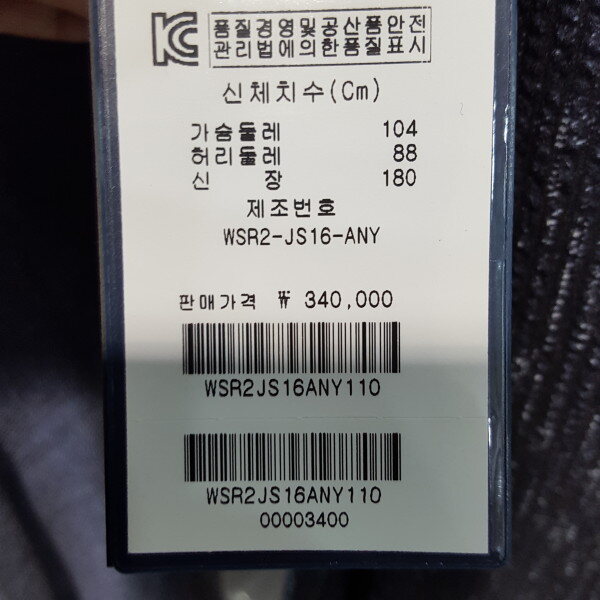 KC 품질경영및공산품안전
관리법에의한품질표시
신체치수(Cm)
가슴둘레 104
허리둘레 88
신 장 180
제조번호
WSR2-JS16-ANY
판매가격 ₩ 340,000
WSR2JS16ANY110
WSR2JS16ANY110
00003400